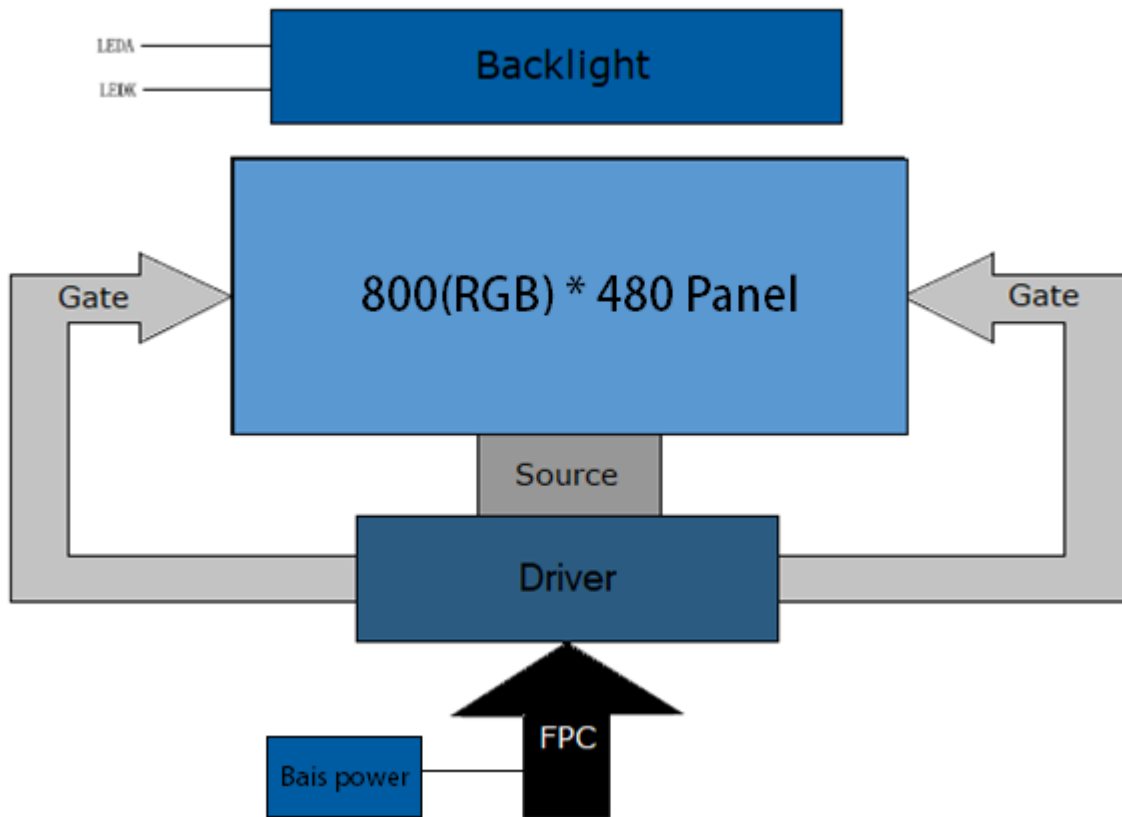 LEDA
LEDK
Backlight
Gate
800(RGB) * 480 Panel
Gate
Source
Driver
FPC
Bais power